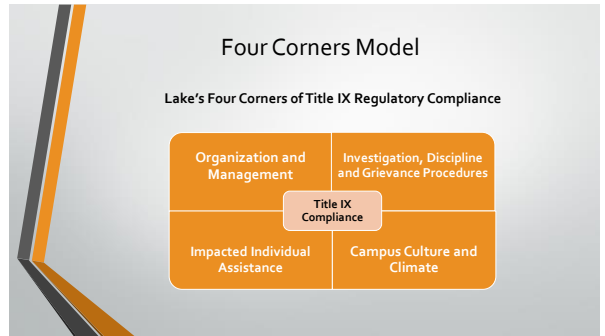 Four Corners Model
Lake's Four Corners of Title IX Regulatory Compliance
Organization and
Management
Investigation, Discipline
and Grievance Procedures
Title IX
Compliance
Impacted Individual
Assistance
Campus Culture and
Climate